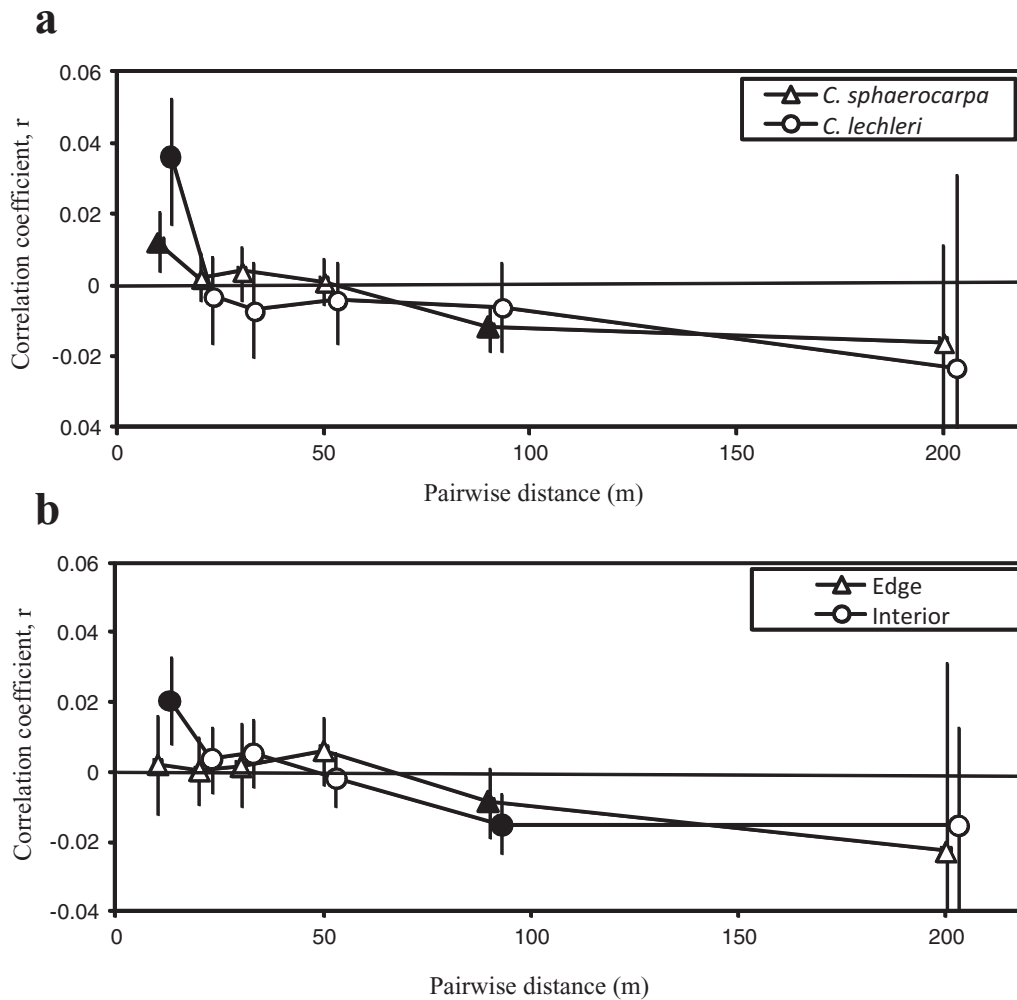 a
0.06
0.04
0.02
0
-0.02
0.04
Correlation coefficient, r
C. sphaerocarpa
C. lechleri
0 50 100 150 200
Pairwise distance (m)
b
0.06
0.04
0.02
0
-0.02
-0.04
Correlation coefficient, r
Edge
Interior
0 50 100 150 200
Pairwise distance (m)